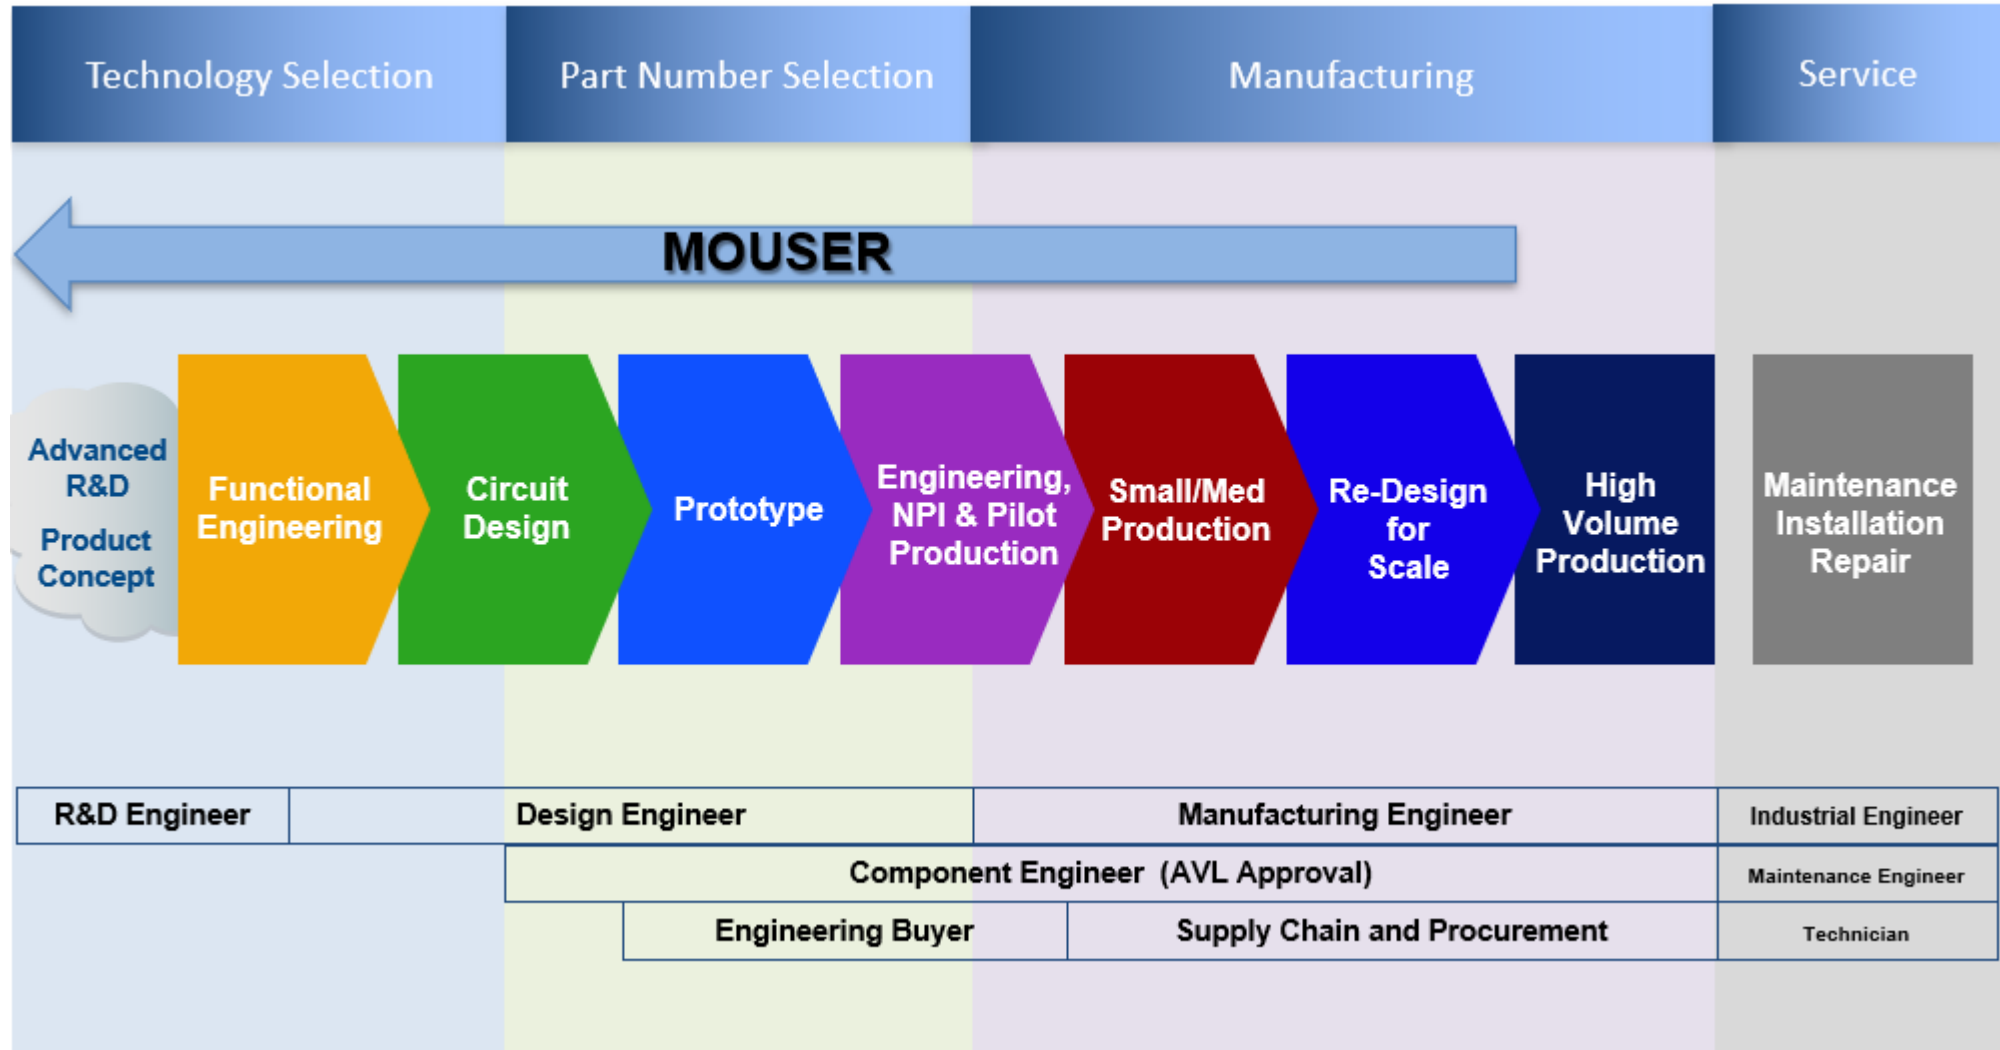 Technology Selection
Part Number Selection
Manufacturing
Service
MOUSER
Advanced
R&D
Product
Concept
Functional
Engineering
Circuit
Design
Prototype
Engineering,
NPI & Pilot
Production
Small/Med
Production
Re-Design
for
Scale
High
Volume
Production
Maintenance
Installation
Repair
R&D Engineer
Design Engineer
Manufacturing Engineer
Industrial Engineer
Component Engineer (AVL Approval)
Maintenance Engineer
Engineering Buyer
Supply Chain and Procurement
Technician